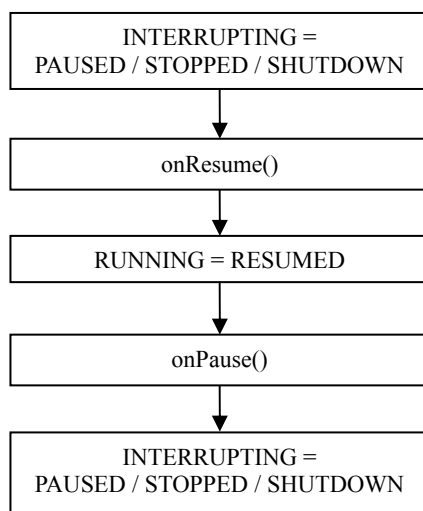 INTERRUPTING =
PAUSED / STOPPED / SHUTDOWN
onResume()
RUNNING = RESUMED
onPause()
INTERRUPTING =
PAUSED / STOPPED / SHUTDOWN